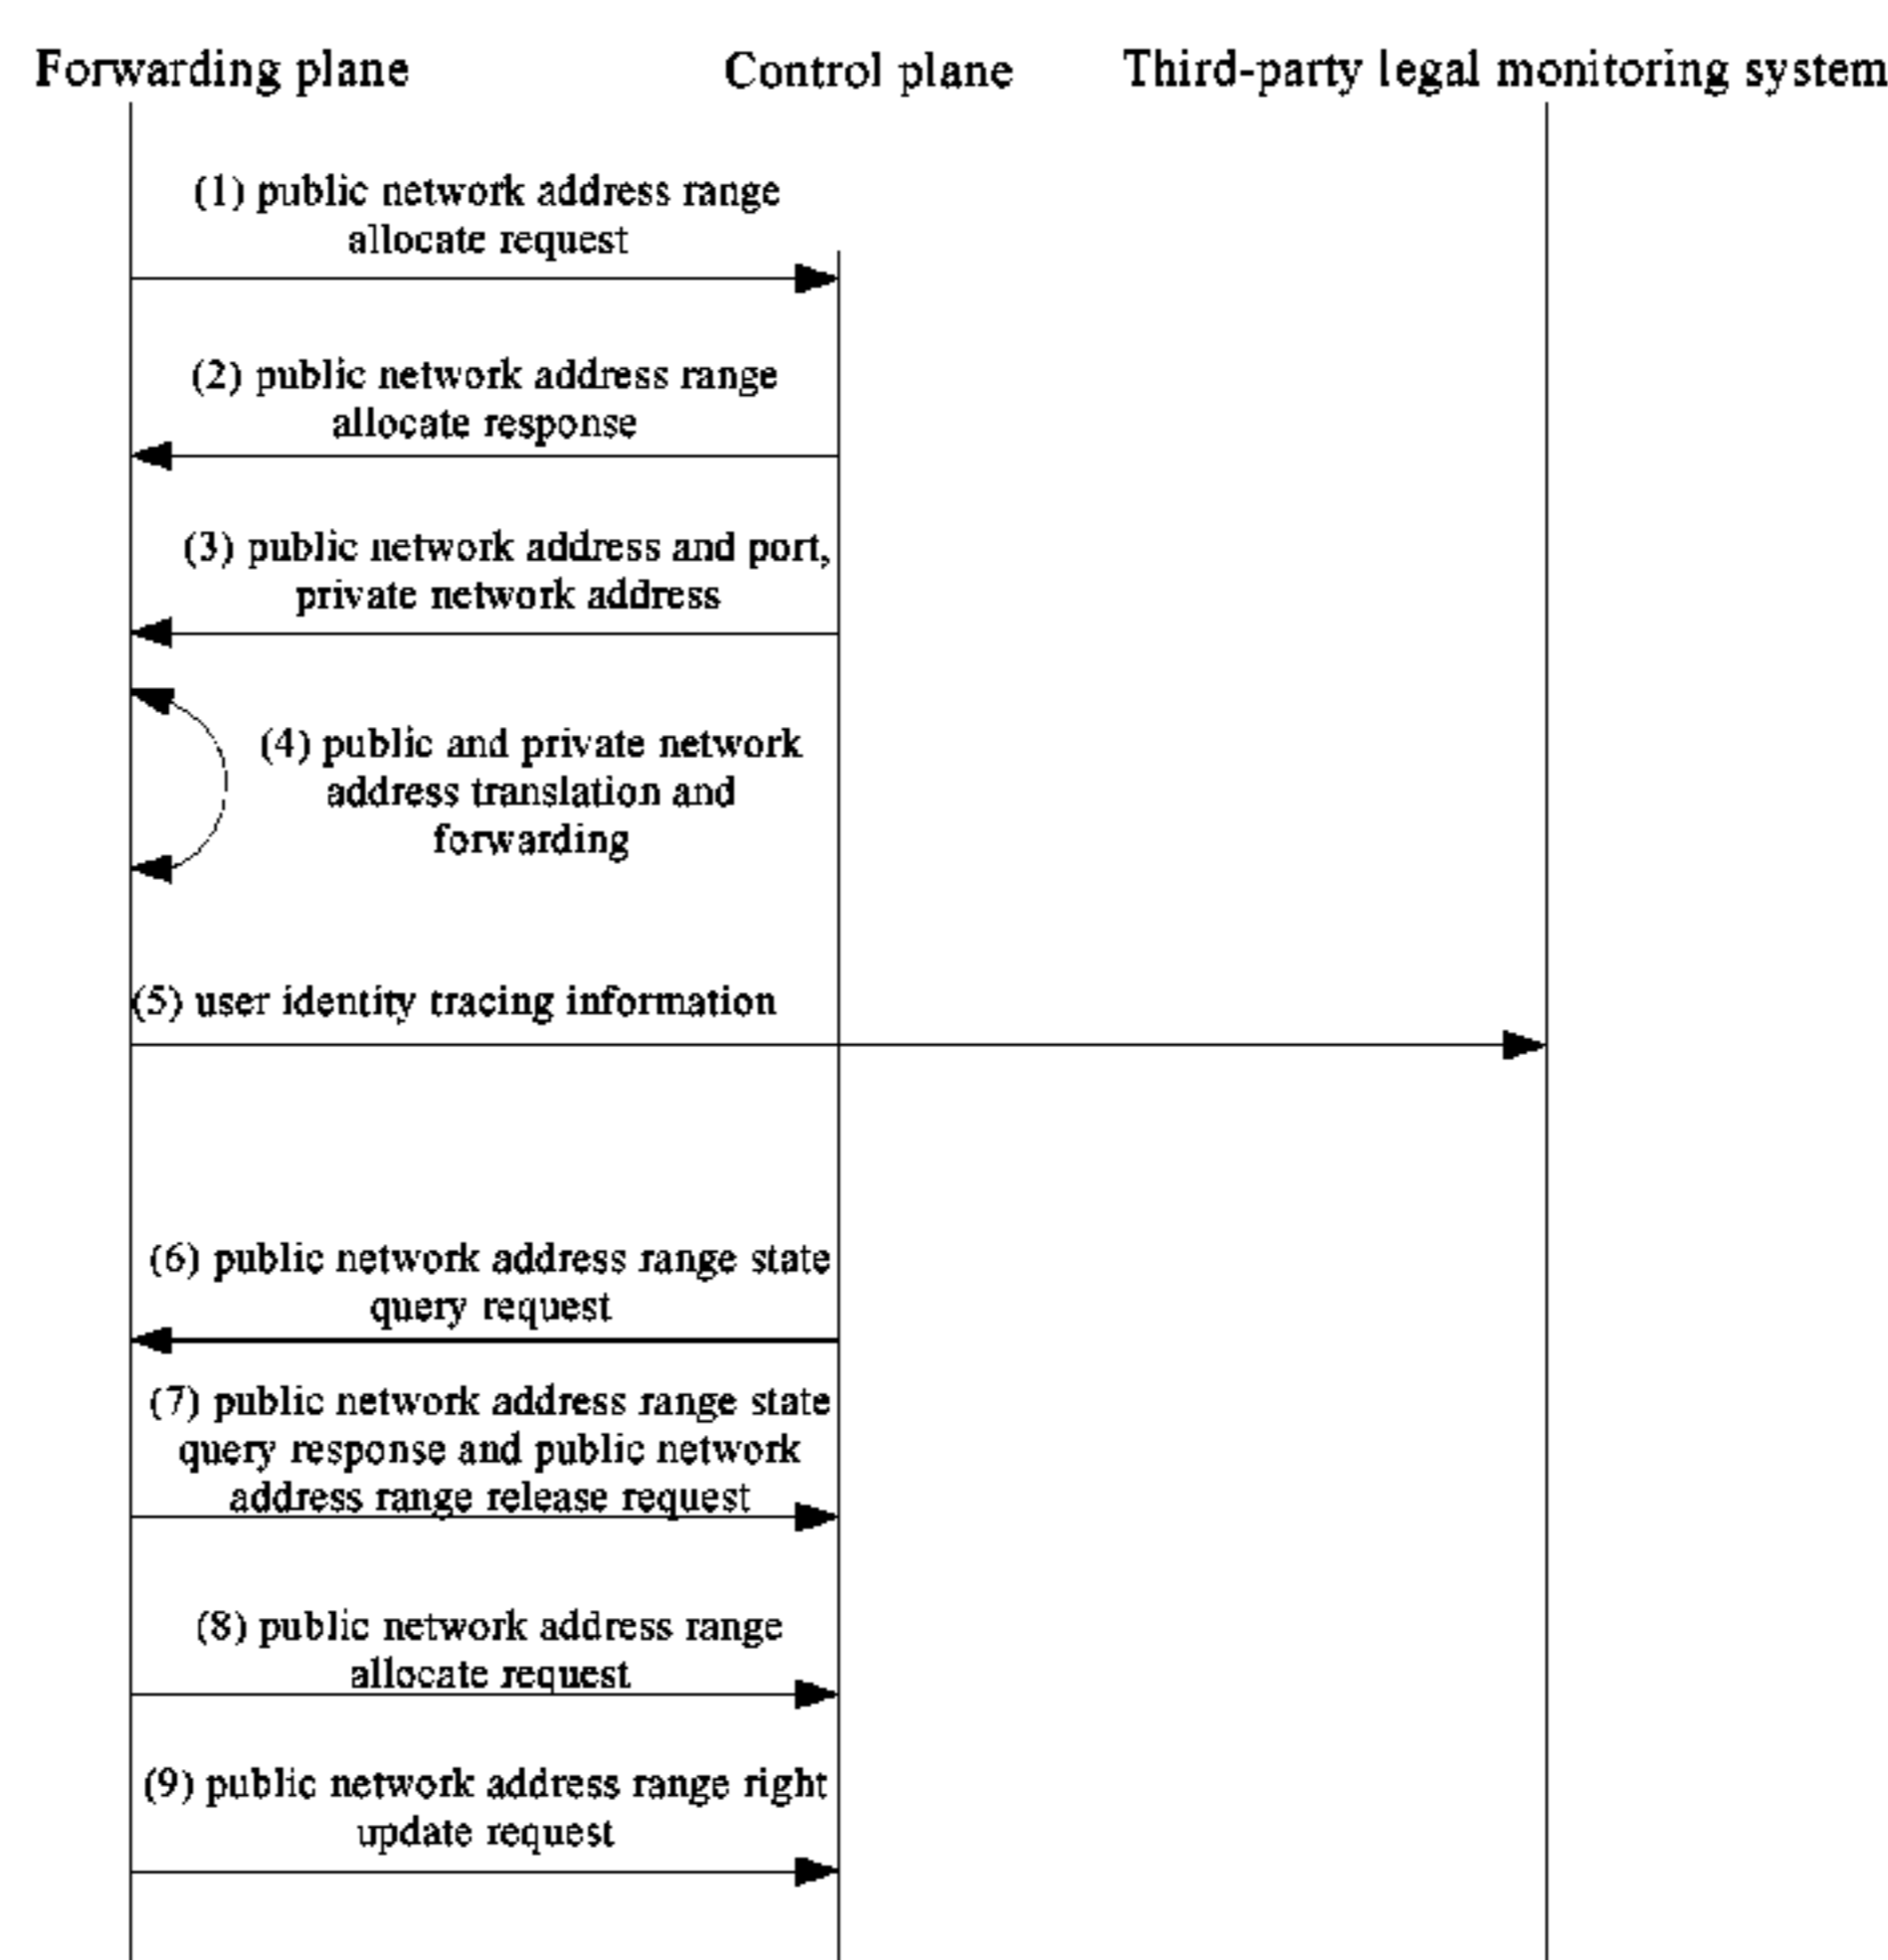 Forwarding plane
Control plane
Third-party legal monitoring system
(1) public network address range
allocate request
(2) public network address range
allocate response
(3) public network address and port,
private network address
(4) public and private network
address translation and
forwarding
(5) user identity tracing information
(6) public network address range state
query request
(7) public network address range state
query response and public network
address range release request
(8) public network address range
allocate request
(9) public network address range right
update request